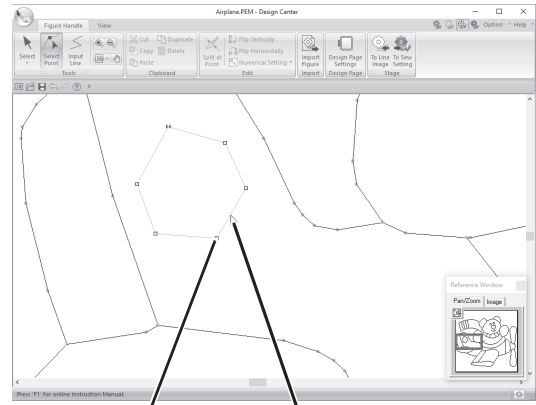 Airplane.PEM - Design Center
Figure Handle View
Option Help
Select
Select Point
Input Line
Tools
Cut Duplicate
Copy Delete
Paste
Clipboard
Split at Point
Flip Vertically
Flip Horizontally
Numerical Setting
Edit
Import Figure
Import
Design Page Settings
Design Page
To Line Image
To Sew Setting
Stage
Reference Window
Pan/Zoom Image
Press 'F1' for online Instruction Manual.